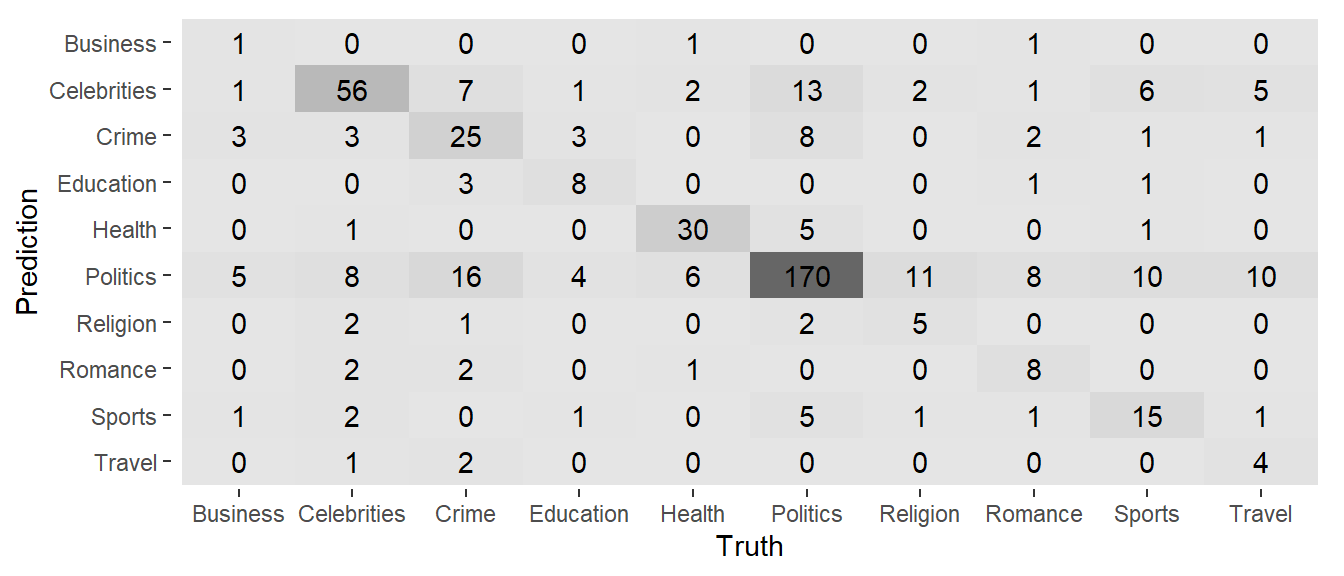 Business 1 0 0 0 1 0 0 1 0 0
Celebrities 1 56 7 1 2 13 2 1 6 5
Crime 3 3 25 3 0 8 0 2 1 1
Education 0 0 3 8 0 0 0 1 1 0
Health 0 1 0 0 30 5 0 0 1 0
Politics 5 8 16 4 6 170 11 8 10 10
Religion 0 2 1 0 0 2 5 0 0 0
Romance 0 2 2 0 1 0 0 8 0 0
Sports 1 2 0 1 0 5 1 1 15 1
Travel 0 1 2 0 0 0 0 0 0 4
Business Celebrities Crime Education Health Politics Religion Romance Sports Travel
Truth
Prediction